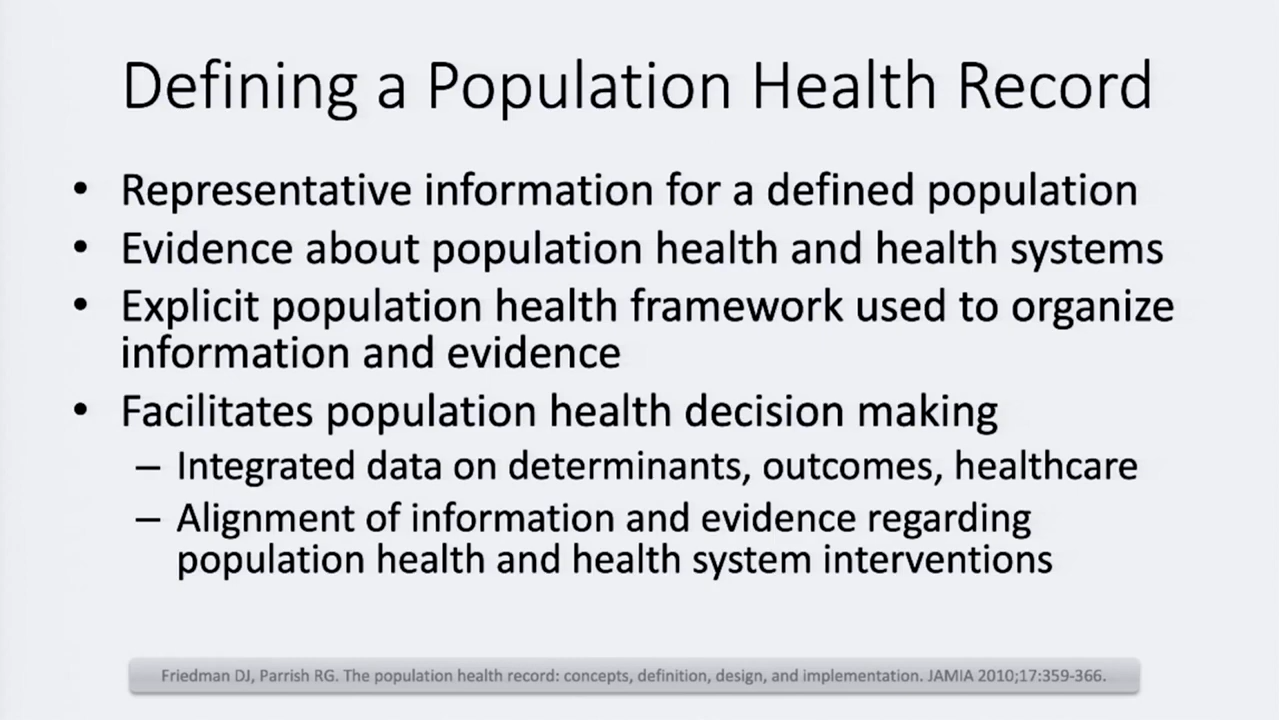 Defining a Population Health Record
• Representative information for a defined population
• Evidence about population health and health systems
• Explicit population health framework used to organize
information and evidence
• Facilitates population health decision making
– Integrated data on determinants, outcomes, healthcare
– Alignment of information and evidence regarding
population health and health system interventions
Friedman DJ, Parrish RG. The population health record: concepts, definition, design, and implementation. JAMIA 2010;17:359-366.